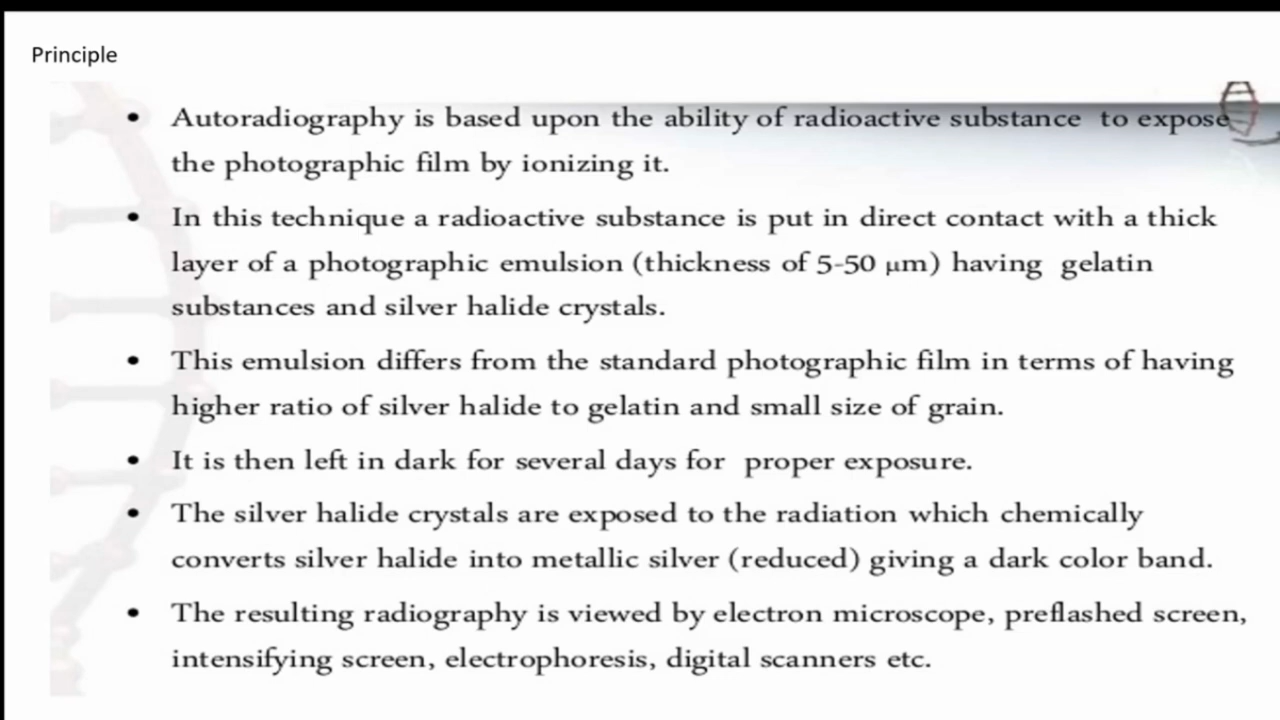 Principle
• Autoradiography is based upon the ability of radioactive substance to expose
the photographic film by ionizing it.
• In this technique a radioactive substance is put in direct contact with a thick
layer of a photographic emulsion (thickness of 5-50 µm) having gelatin
substances and silver halide crystals.
• This emulsion differs from the standard photographic film in terms of having
higher ratio of silver halide to gelatin and small size of grain.
• It is then left in dark for several days for proper exposure.
• The silver halide crystals are exposed to the radiation which chemically
converts silver halide into metallic silver (reduced) giving a dark color band.
• The resulting radiography is viewed by electron microscope, preflashed screen,
intensifying screen, electrophoresis, digital scanners etc.